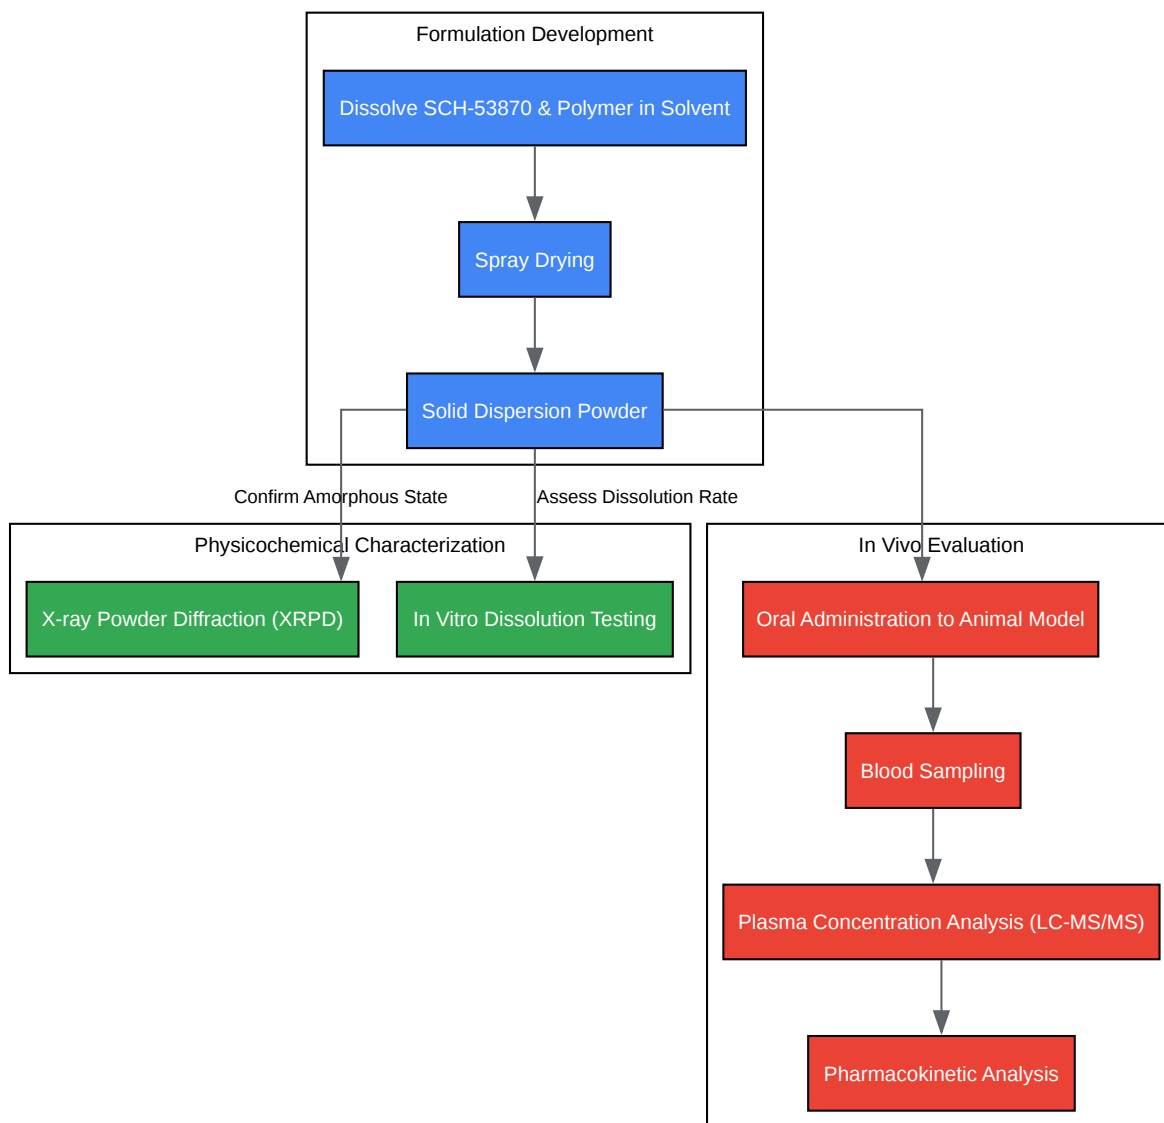 Formulation Development
Dissolve SCH-53870 & Polymer in Solvent
Spray Drying
Solid Dispersion Powder
Confirm Amorphous State
Assess Dissolution Rate
Physicochemical Characterization
X-ray Powder Diffraction (XRPD)
In Vitro Dissolution Testing
In Vivo Evaluation
Oral Administration to Animal Model
Blood Sampling
Plasma Concentration Analysis (LC-MS/MS)
Pharmacokinetic Analysis